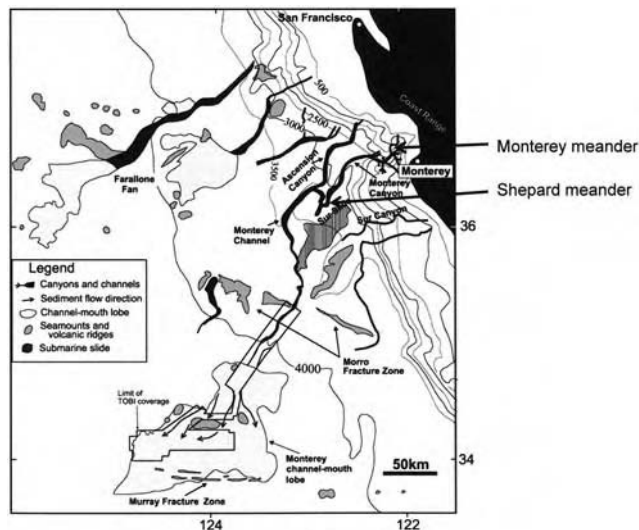 San Francisco
Coast Range
500
2500
3000
3500
Monterey meander
Farallone
Fan
Ascension
Canyon
Monterey
Monterey
Canyon
Shepard meander
Monterey
Channel
Sur Canyon
36
Legend
Canyons and channels
Sediment flow direction
Channel-mouth lobe
Seamounts and
volcanic ridges
Submarine slide
Morro
Fracture Zone
4000
Limit of
TOBI coverage
Monterey
channel-mouth
lobe
50km
34
Murray Fracture Zone
124
122